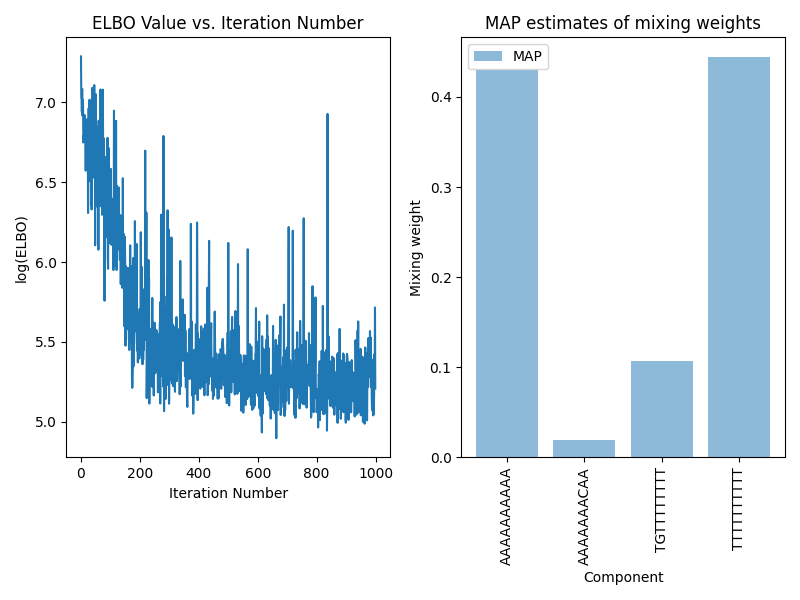 ELBO Value vs. Iteration Number
7.0
6.5
6.0
5.5
5.0
log(ELBO)
0
200
400
600
800
1000
Iteration Number
MAP estimates of mixing weights
MAP
0.4
0.3
0.2
0.1
0.0
Mixing weight
AAAAAAAAAA
AAAAAAACAA
TGTTTTTTTT
TTTTTTTTTT
Component